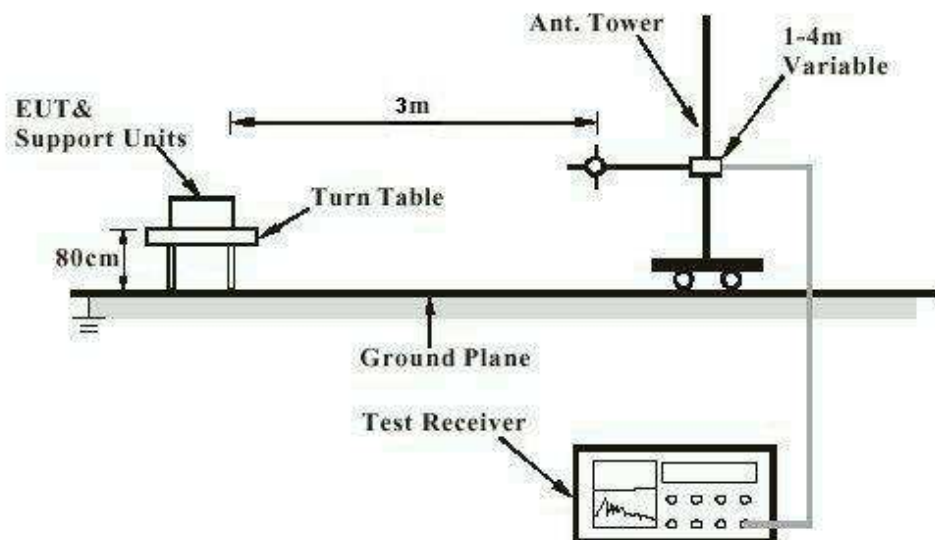 Ant. Tower
1-4m
Variable
3m
EUT&
Support Units
Turn Table
80cm
Ground Plane
Test Receiver